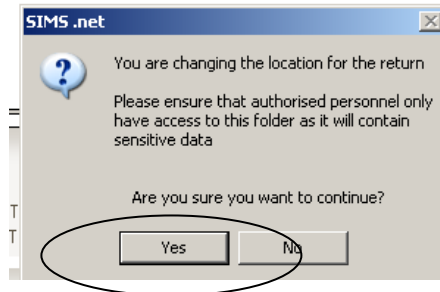 SIMS .net
You are changing the location for the return
Please ensure that authorised personnel only
have access to this folder as it will contain
sensitive data
Are you sure you want to continue?
Yes
No
T
T